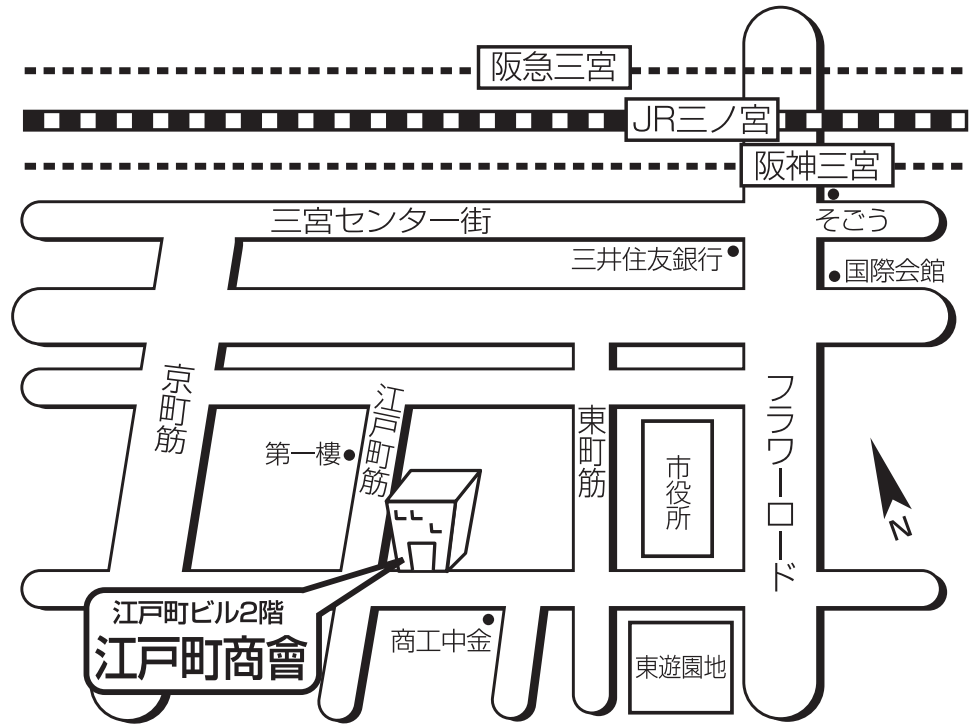 阪急三宮
JR三ノ宮
阪神三宮
三宮センター街
そごう
三井住友銀行
国際会館
京町筋
江戸町筋
東町筋
フラワーロード
第一樓
市役所
N
江戸町ビル2階
江戸町商會
商工中金
東遊園地